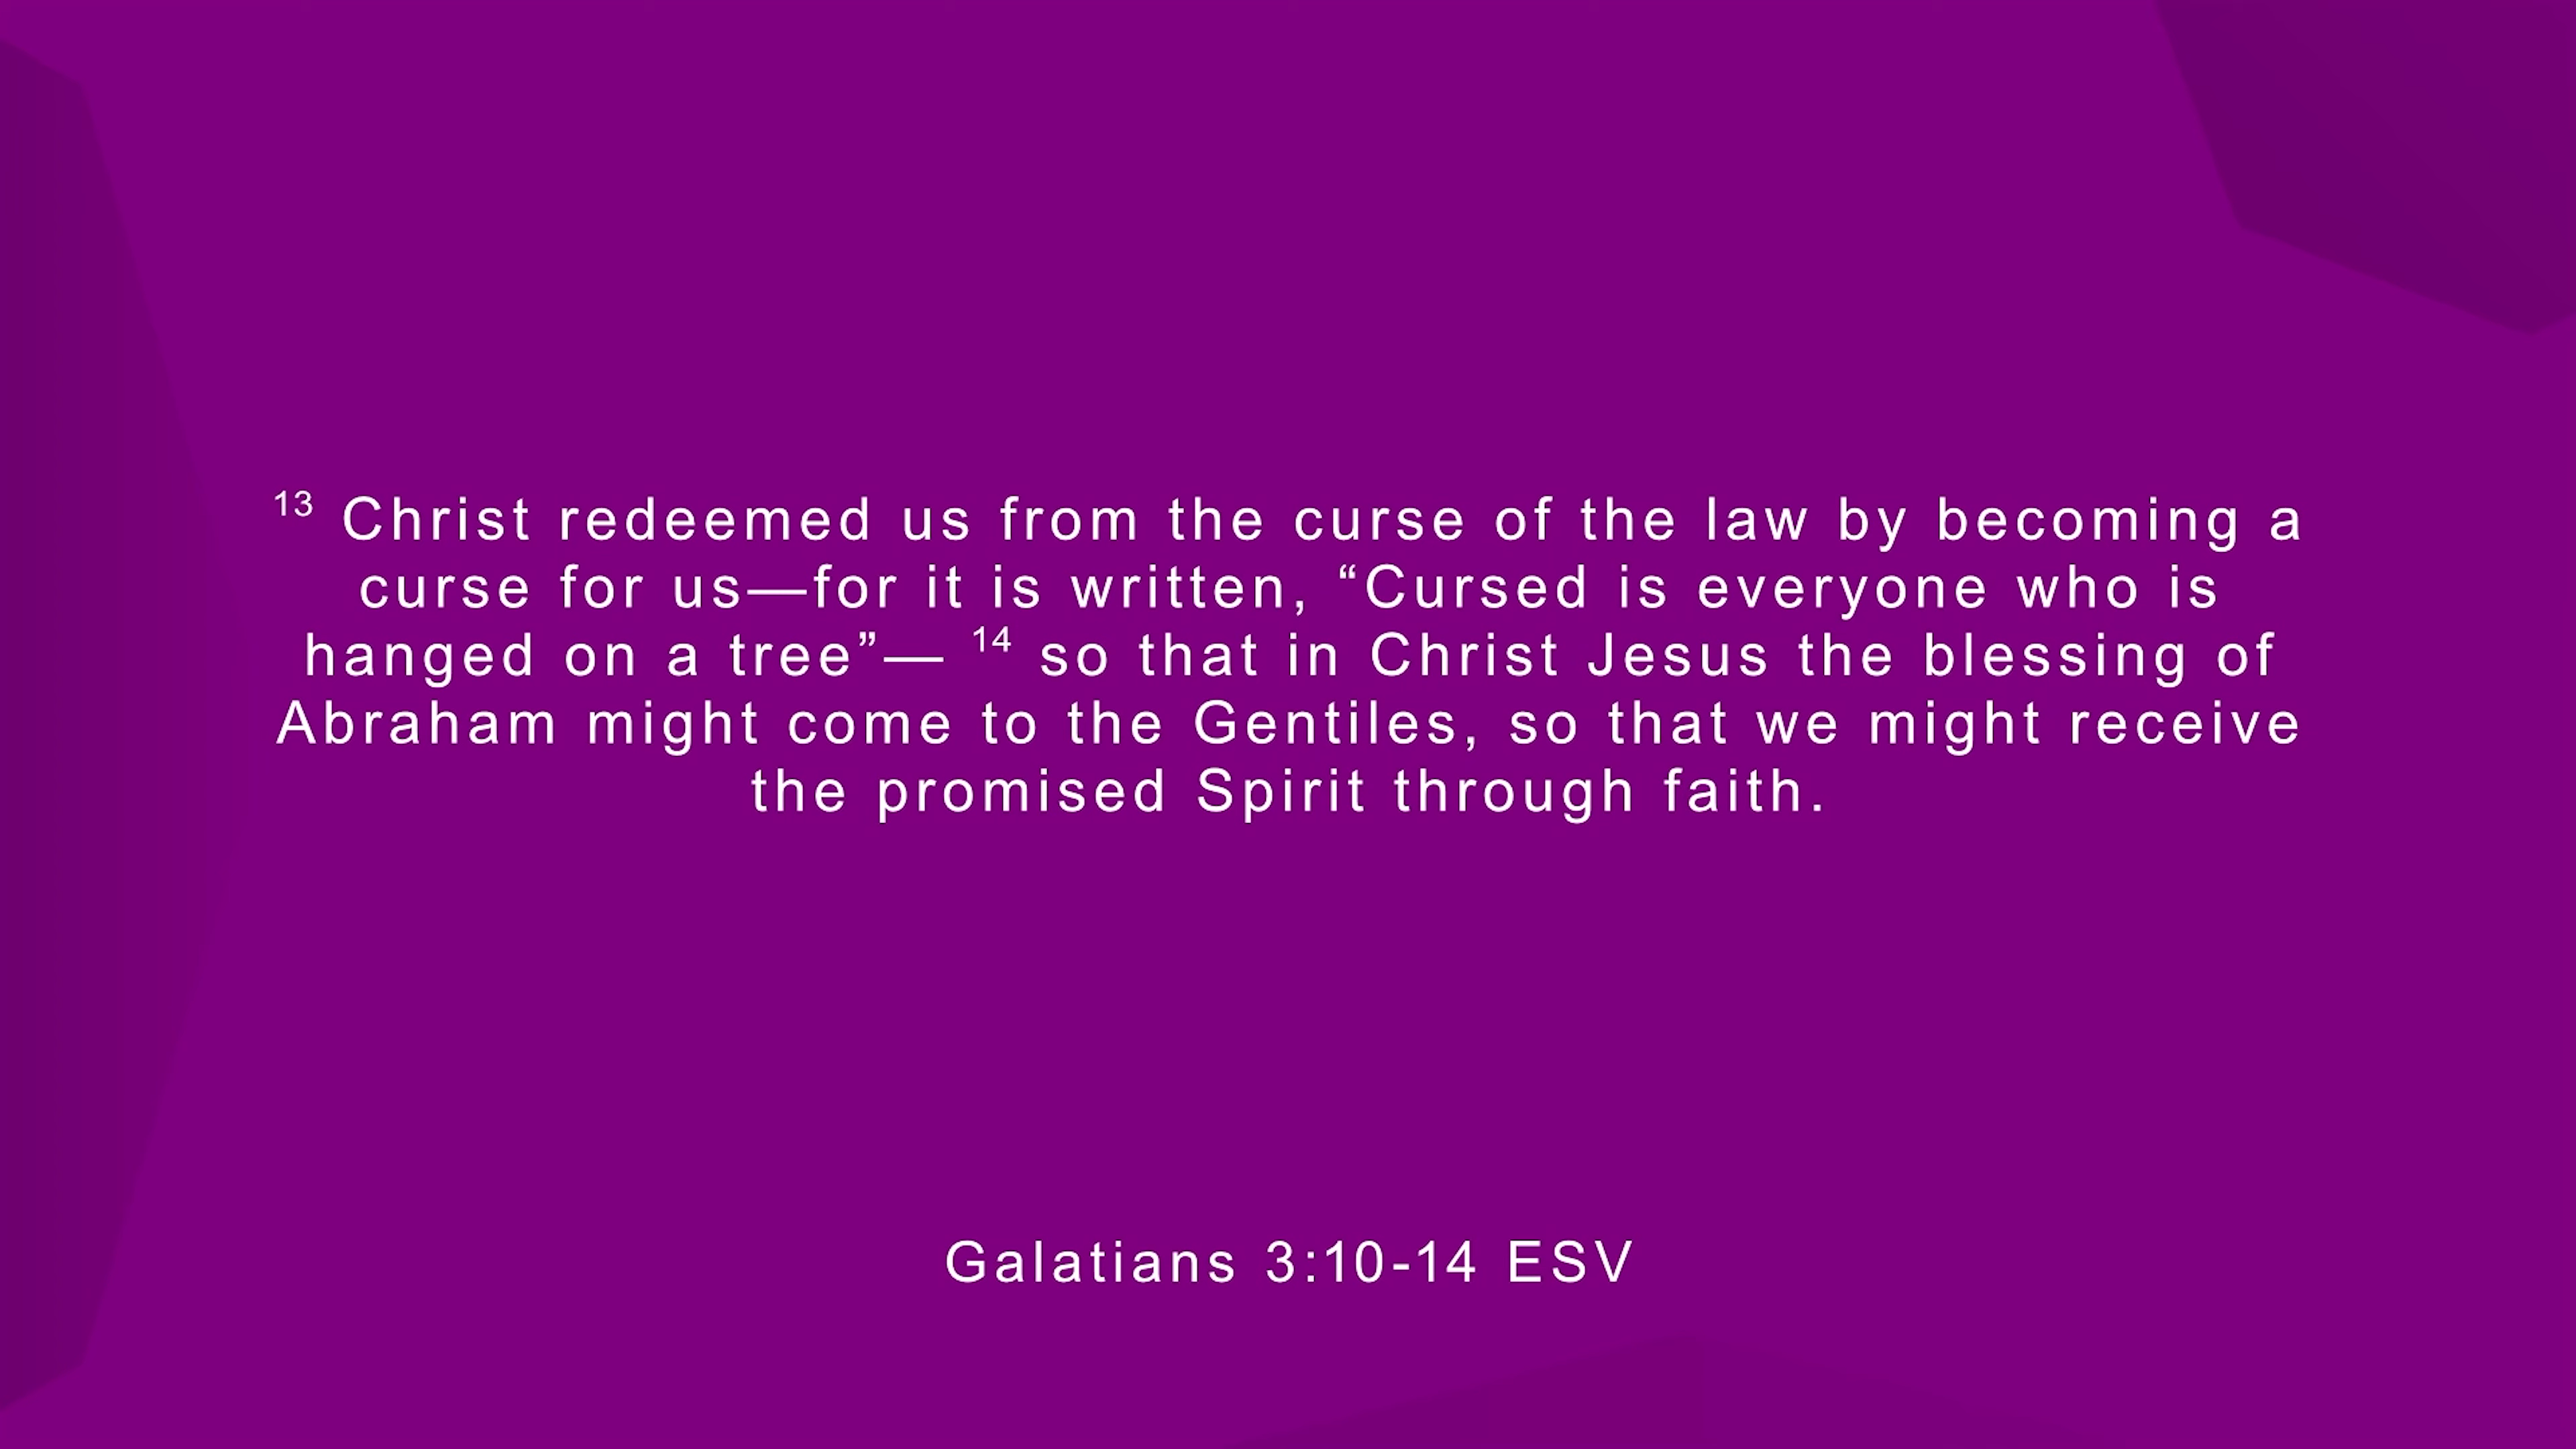 13 Christ redeemed us from the curse of the law by becoming a
curse for us—for it is written, “Cursed is everyone who is
hanged on a tree”— 14 so that in Christ Jesus the blessing of
Abraham might come to the Gentiles, so that we might receive
the promised Spirit through faith.
Galatians 3:10-14 ESV